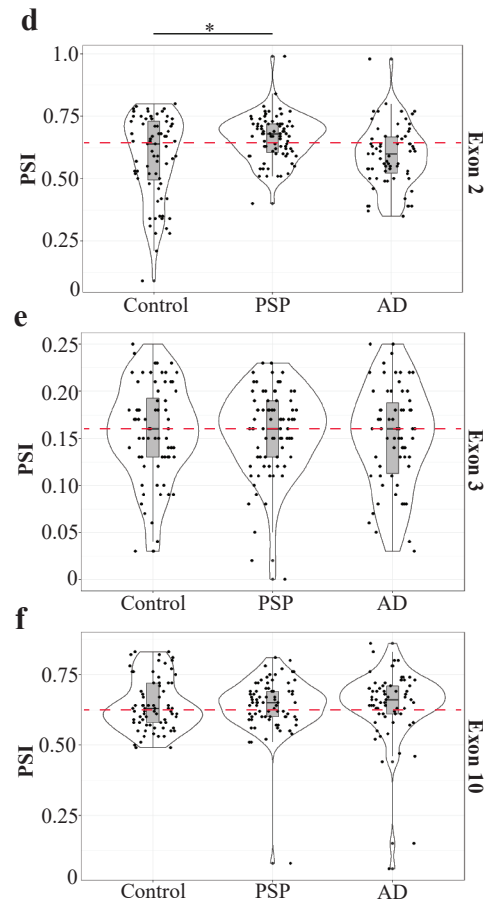 d
*
1.0
0.75
0.50
0.25
0
PSI
Exon 2
Control PSP AD
e
0.25
0.20
0.15
0.10
0.05
0
PSI
Exon 3
Control PSP AD
f
0.75
0.50
0.25
0
PSI
Exon 10
Control PSP AD